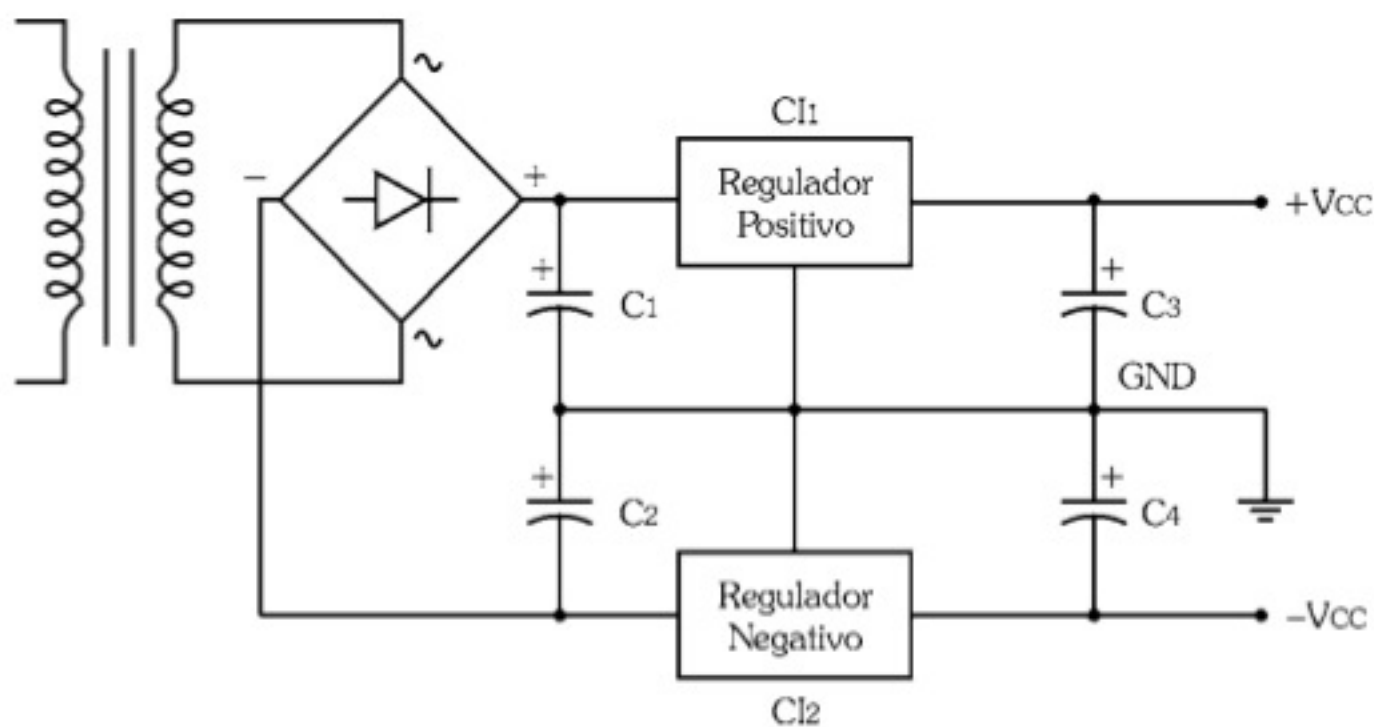 ~
CI1
-
+
Regulador
Positivo
+VCC
+
C1
+
C3
~
GND
+
C2
+
C4
Regulador
Negativo
-VCC
CI2